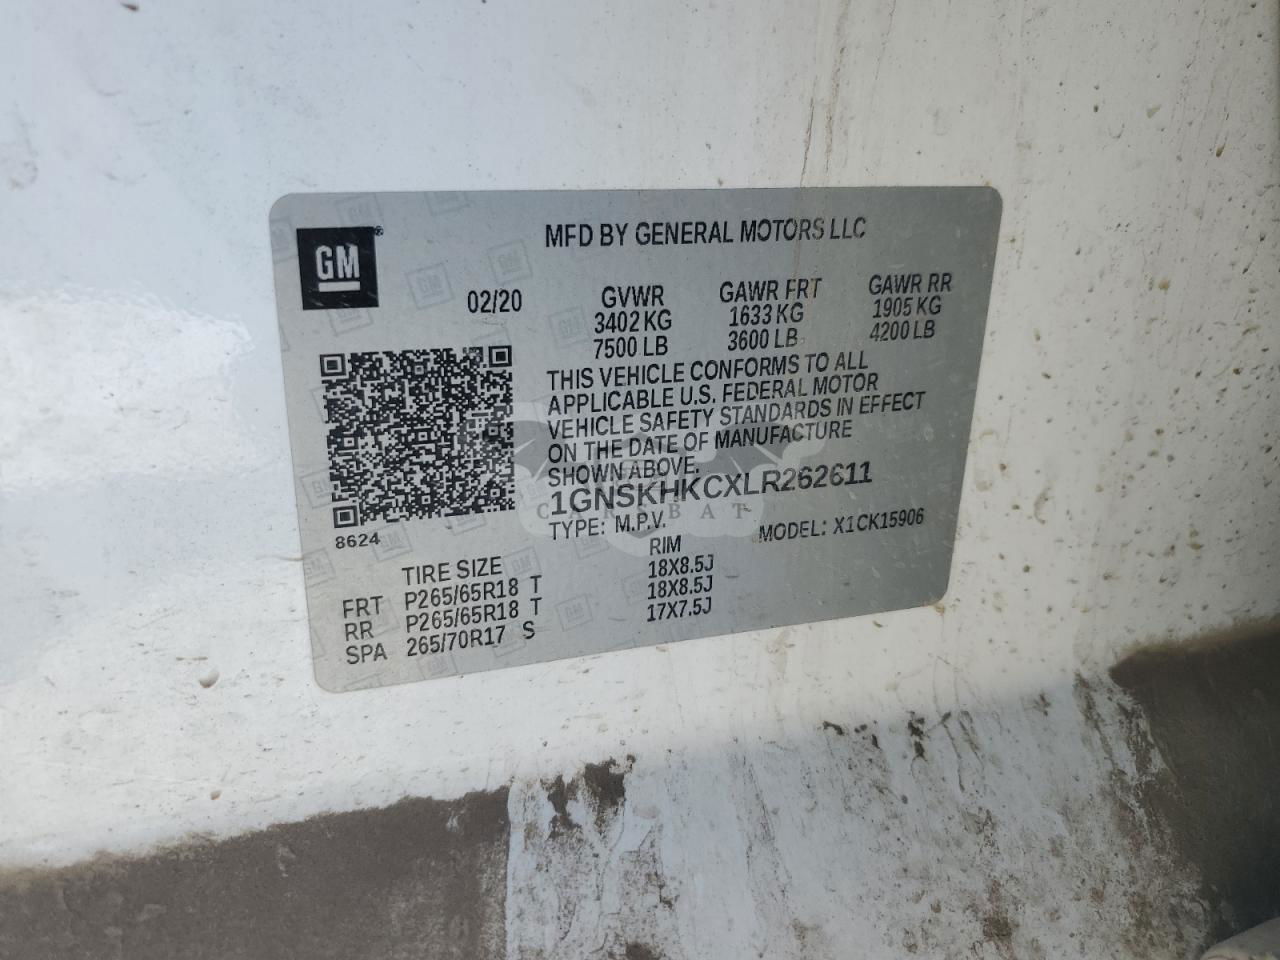 GM®
MFD BY GENERAL MOTORS LLC
02/20
GVWR GAWR FRT GAWR RR
3402 KG 1633 KG 1905 KG
7500 LB 3600 LB 4200 LB
THIS VEHICLE CONFORMS TO ALL
APPLICABLE U.S. FEDERAL MOTOR
VEHICLE SAFETY STANDARDS IN EFFECT
ON THE DATE OF MANUFACTURE
SHOWN ABOVE.
1GNSKHKCXLR262611
CARSBAT
TYPE: M.P.V. MODEL: X1CK15906
8624
TIRE SIZE RIM
FRT P265/65R18 T 18X8.5J
RR P265/65R18 T 18X8.5J
SPA 265/70R17 S 17X7.5J